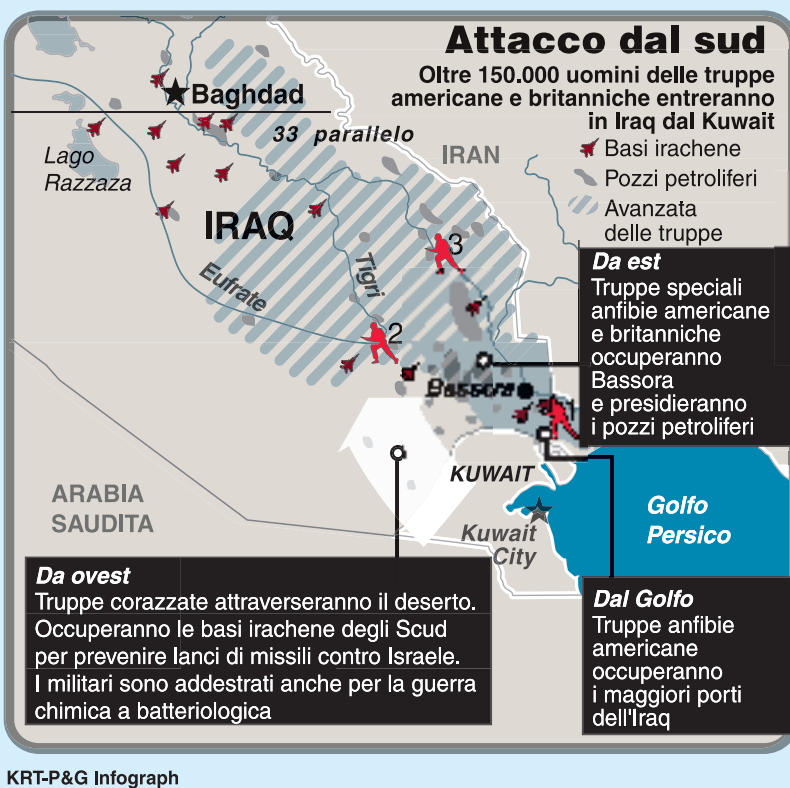 Attacco dal sud
Oltre 150.000 uomini delle truppe
americane e britanniche entreranno
in Iraq dal Kuwait
Basi irachene
Pozzi petroliferi
Avanzata
delle truppe
Baghdad
33 parallelo
IRAN
Lago
Razzaza
IRAQ
Eufrate
Tigri
3
2
Bassora
1
Da est
Truppe speciali
anfibie americane
e britanniche
occuperanno
Bassora
e presidieranno
i pozzi petroliferi
ARABIA
SAUDITA
KUWAIT
Kuwait
City
Golfo
Persico
Da ovest
Truppe corazzate attraverseranno il deserto.
Occuperanno le basi irachene degli Scud
per prevenire lanci di missili contro Israele.
I militari sono addestrati anche per la guerra
chimica a batteriologica
Dal Golfo
Truppe anfibie
americane
occuperanno
i maggiori porti
dell'Iraq
KRT-P&G Infograph